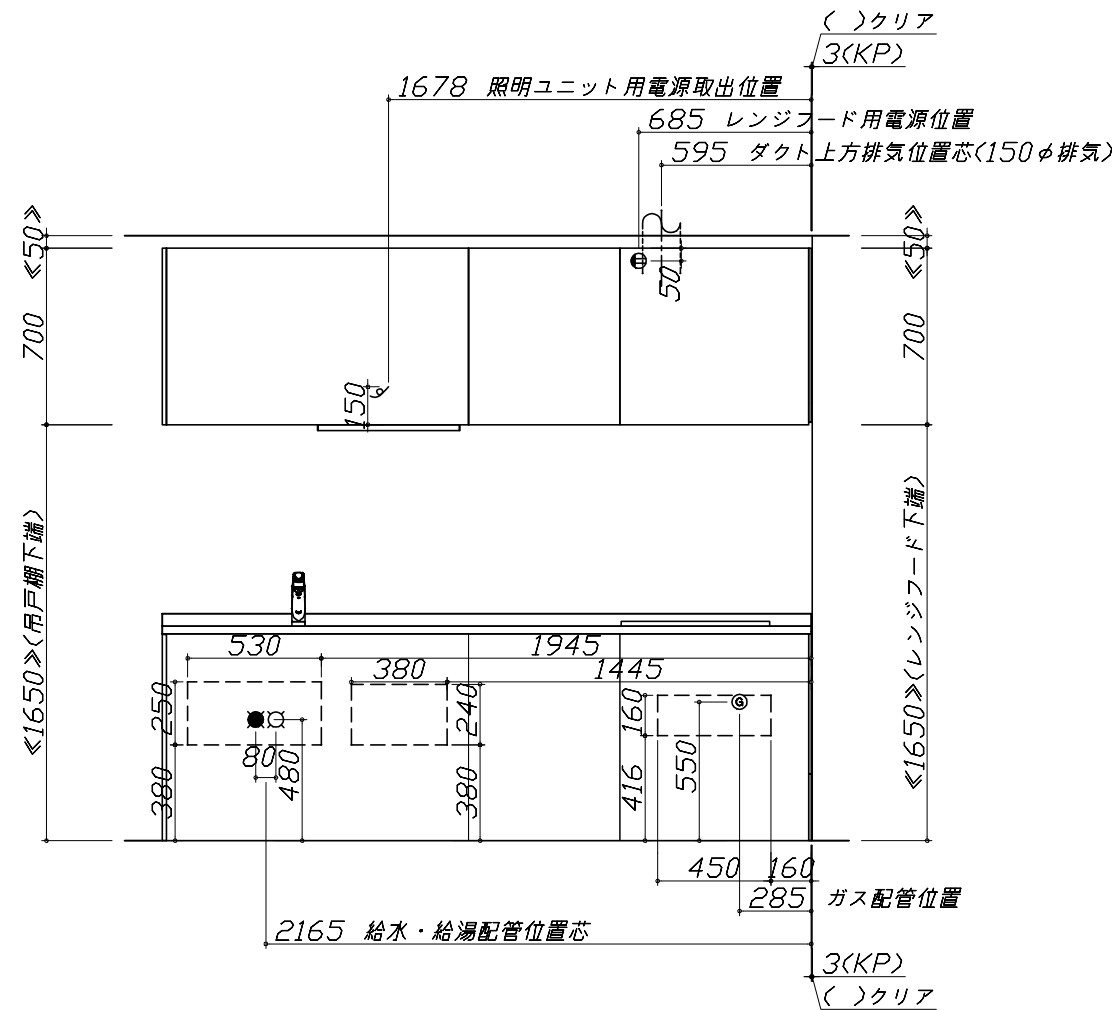 ( )クリア
3(KP)
1678 照明ユニット用電源取出位置
685 レンジフード用電源位置
595 ダクト上方排気位置芯(150φ排気)
≪50≫
≪50≫
50
700
700
150
≪1650≫(吊戸棚下端)
≪1650≫(レンジフード下端)
530
1945
380
1445
250
240
160
G
80
480
550
380
380
416
450
160
285 ガス配管位置
2165 給水・給湯配管位置芯
3(KP)
( )クリア